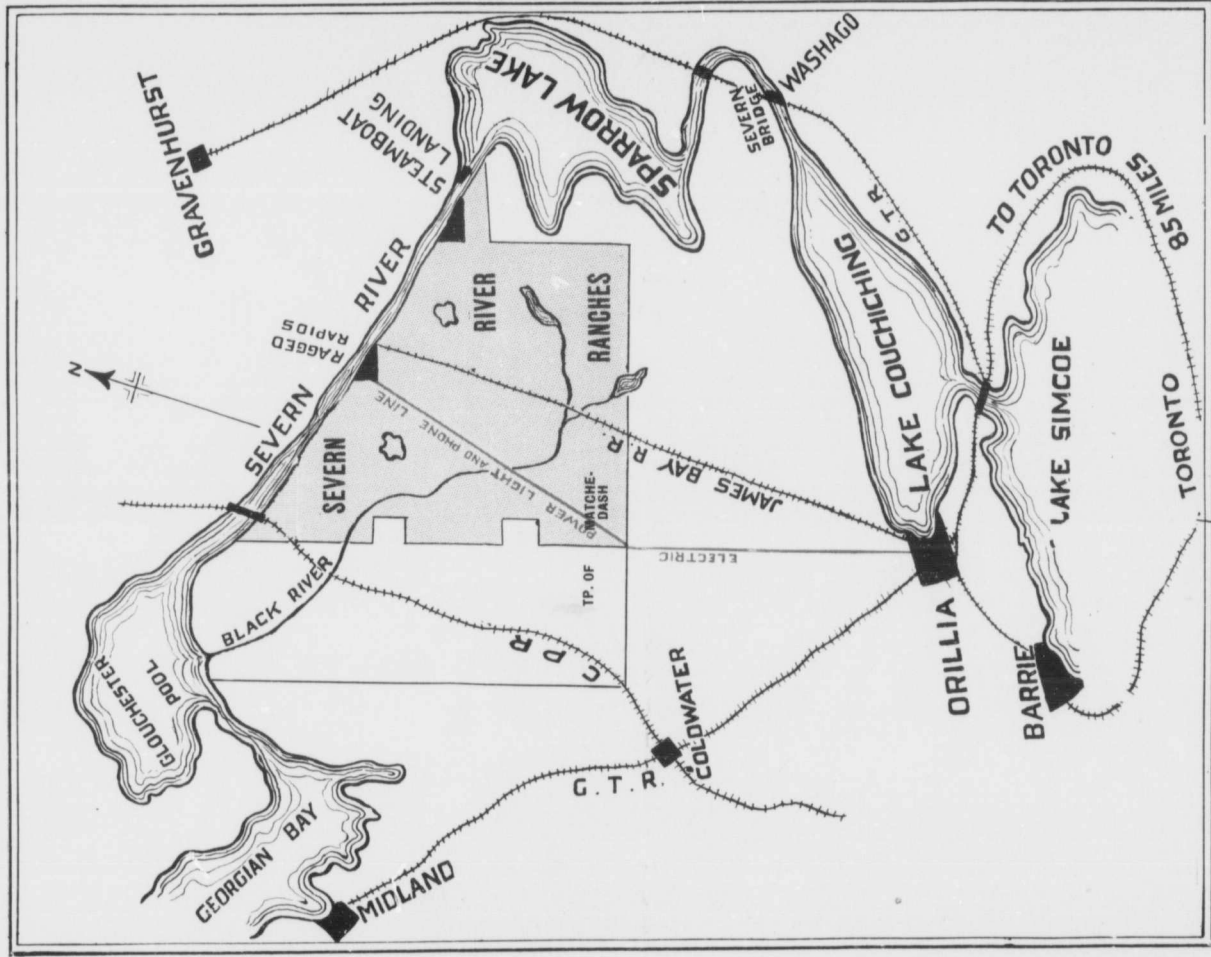 GRAVENHURST
STEAMBOAT
LANDING
SPARROW LAKE
WASHAGO
SEVERN
BRIDGE
N
RAGGED
RAPIDS
SEVERN RIVER
SEVERN
RIVER
RANCHES
POWER LIGHT AND PHONE LINE
ELECTRIC
MATCHE-
DASH
TP. OF
JAMES BAY R.R.
BLACK RIVER
GLOUCHESTER
POOL
GEORGIAN BAY
MIDLAND
G.T.R.
COLDWATER
C P R
LAKE COUCHICHING
G.T.R.
TO TORONTO
85 MILES
ORILLIA
BARRIE
LAKE SIMCOE
TORONTO